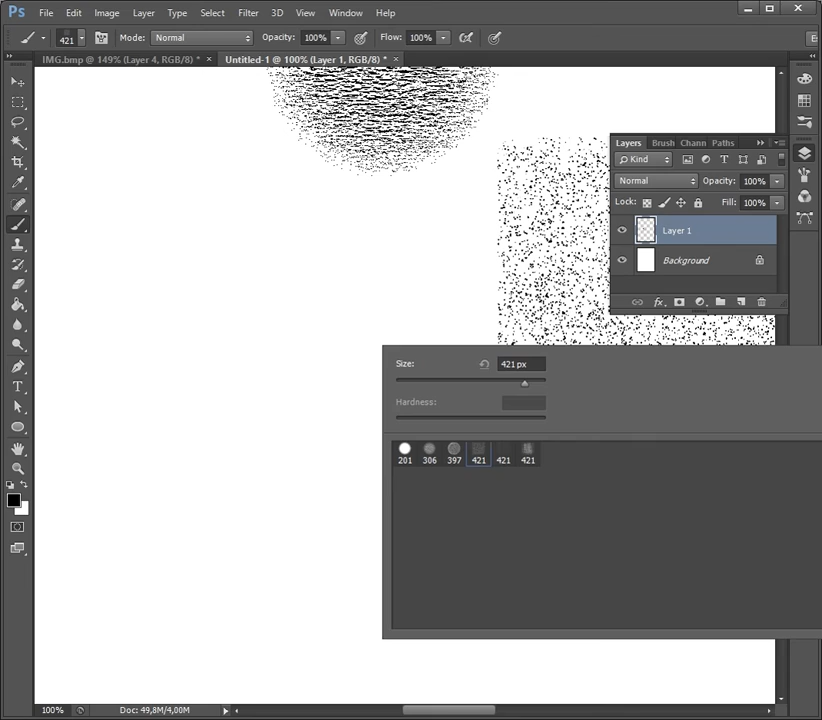 Ps File Edit Image Layer Type Select Filter 3D View Window Help
421 Mode: Normal Opacity: 100% Flow: 100%
IMG.bmp @ 149% (Layer 4, RGB/8) * × Untitled-1 @ 100% (Layer 1, RGB/8) * ×
Layers Brush Chann Paths
Kind
Normal Opacity: 100%
Lock: Fill: 100%
Layer 1
Background
Size: 421 px
Hardness:
201 306 397 421 421 421
100% Doc: 49,8M/4,00M